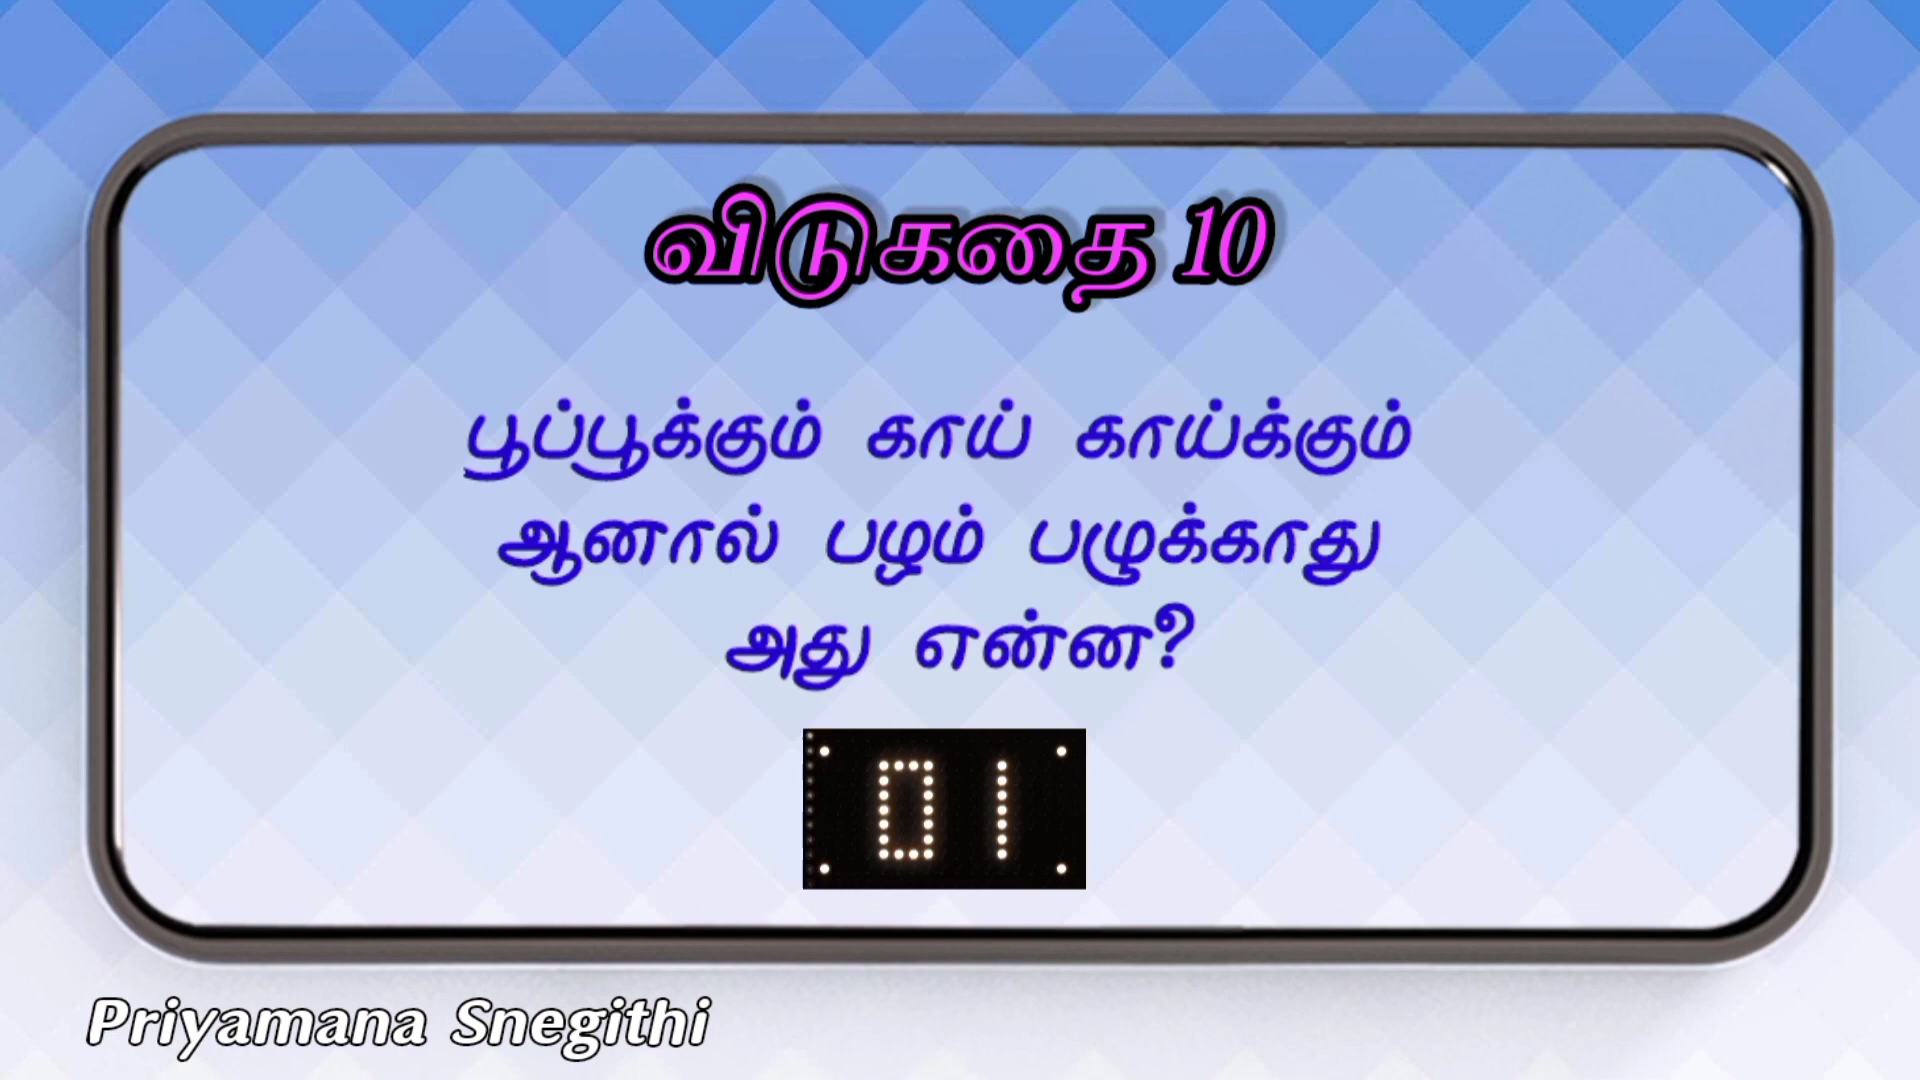 விடுகதை 10
பூப்பூக்கும் காய் காய்க்கும்
ஆனால் பழம் பழுக்காது
அது என்ன?
01
Priyamana Snegithi